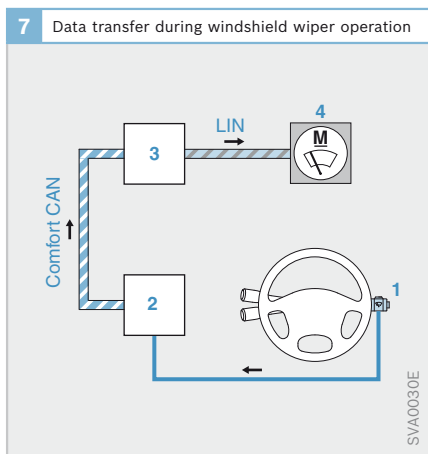 7 Data transfer during windshield wiper operation
4
LIN
M
3
Comfort CAN
2
1
SVA0030E